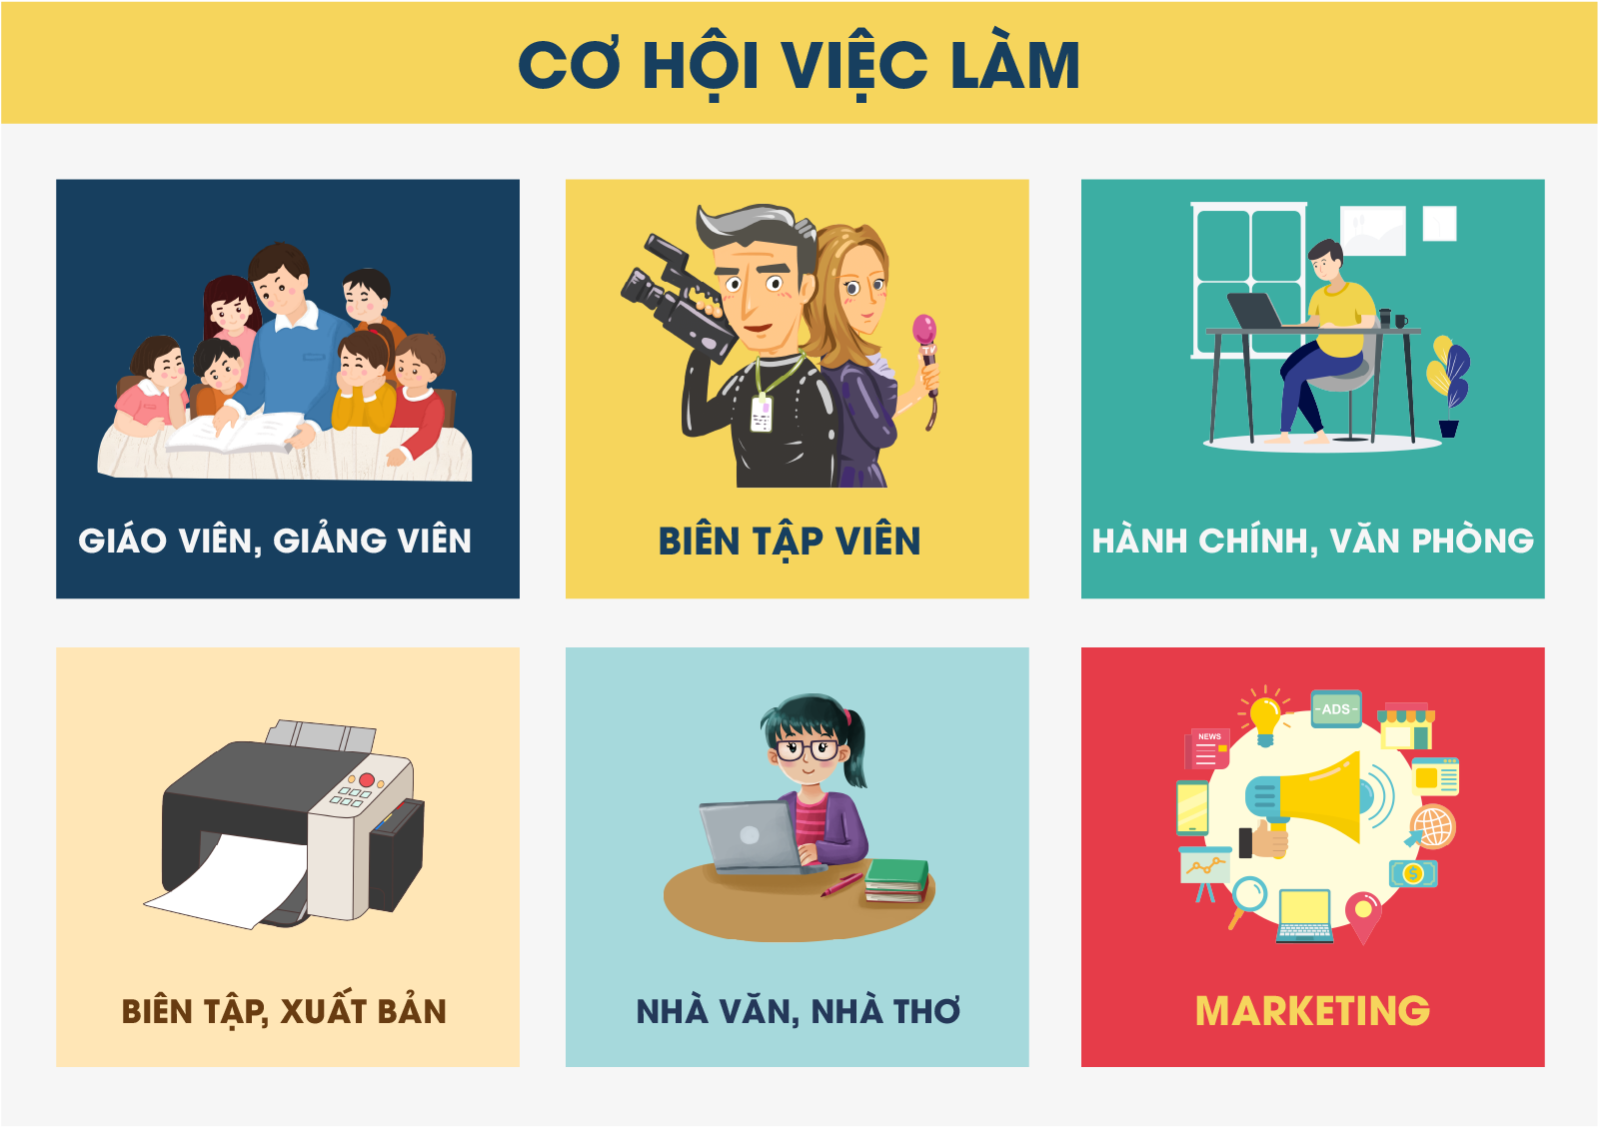 CƠ HỘI VIỆC LÀM
GIÁO VIÊN, GIẢNG VIÊN
BIÊN TẬP VIÊN
HÀNH CHÍNH, VĂN PHÒNG
BIÊN TẬP, XUẤT BẢN
NHÀ VĂN, NHÀ THƠ
-ADS-
NEWS
$
MARKETING